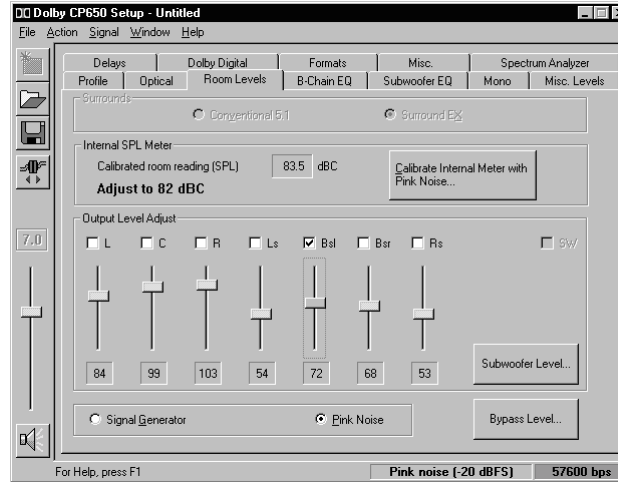 Dolby CP650 Setup - Untitled
File Action Signal Window Help
Delays Dolby Digital Formats Misc. Spectrum Analyzer
Profile Optical Room Levels B-Chain EQ Subwoofer EQ Mono Misc. Levels
Surrounds
Conventional 5.1 Surround EX
Internal SPL Meter
Calibrated room reading (SPL) 83.5 dBC
Calibrate Internal Meter with
Pink Noise...
Adjust to 82 dBC
Output Level Adjust
7.0
L C R Ls Bsl Bsr Rs SW
84 99 103 54 72 68 53
Subwoofer Level...
Signal Generator Pink Noise
Bypass Level...
For Help, press F1 Pink noise (-20 dBFS) 57600 bps